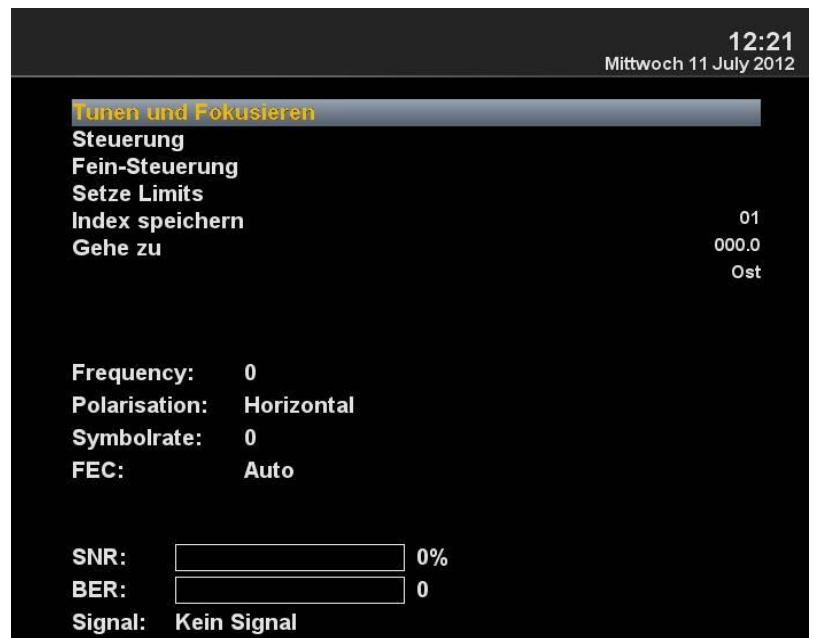 12:21
Mittwoch 11 July 2012
Tunen und Fokusieren
Steuerung
Fein-Steuerung
Setze Limits
Index speichern 01
Gehe zu 000.0
Ost
Frequency: 0
Polarisation: Horizontal
Symbolrate: 0
FEC: Auto
SNR: 0%
BER: 0
Signal: Kein Signal